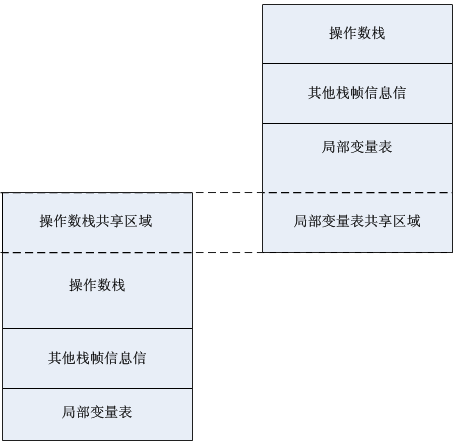 操作数栈
其他栈帧信息信
局部变量表
操作数栈共享区域
局部变量表共享区域
操作数栈
其他栈帧信息信
局部变量表